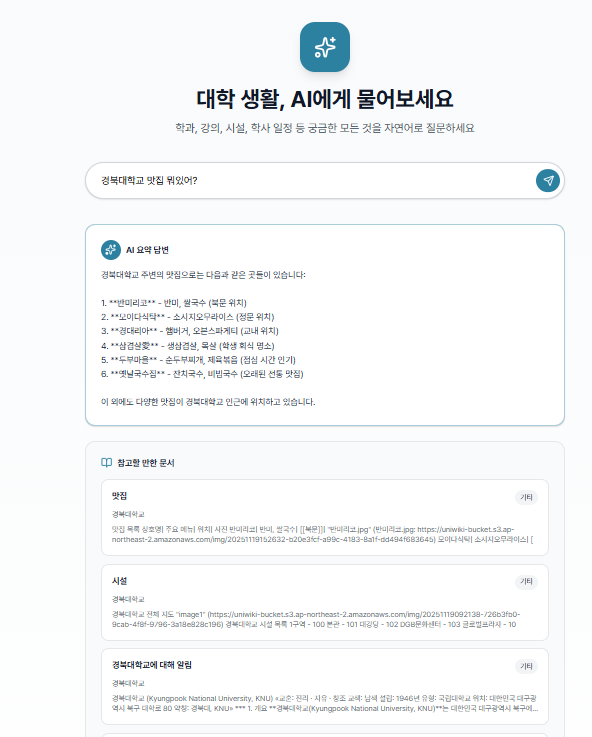 대학 생활, AI에게 물어보세요
학과, 강의, 시설, 학사 일정 등 궁금한 모든 것을 자연어로 질문하세요
경북대학교 맛집 뭐있어?
AI 요약 답변
경북대학교 주변의 맛집으로는 다음과 같은 곳들이 있습니다:
1. **반미리코** - 반미, 쌀국수 (북문 위치)
2. **모이다식탁** - 소시지오무라이스 (정문 위치)
3. **경대리아** - 햄버거, 오븐스파게티 (교내 위치)
4. **삼겹살愛** - 생삼겹살, 목살 (학생 회식 명소)
5. **두부마을** - 순두부찌개, 제육볶음 (점심 시간 인기)
6. **옛날국수집** - 잔치국수, 비빔국수 (오래된 전통 맛집)
이 외에도 다양한 맛집이 경북대학교 인근에 위치하고 있습니다.
참고할 만한 문서
맛집
기타
경북대학교
맛집 목록 상호명| 주요 메뉴| 위치| 사진 반미리코| 반미, 쌀국수| [[북문]]| "반미리코.jpg" (반미리코.jpg: https://uniwiki-bucket.s3.ap-
northeast-2.amazonaws.com/img/20251119152632-b20e3fcf-a99c-4183-8a1f-dd494f683645) 모이다식탁| 소시지오무라이스| [
시설
기타
경북대학교
경북대학교 전체 지도 "image1" (https://uniwiki-bucket.s3.ap-northeast-2.amazonaws.com/img/20251119092138-726b3fb0-
9cab-4f8f-9796-3a18e828c196) 경북대학교 시설 목록 1구역 - 100 본관 - 101 대강당 - 102 DGB문화센터 - 103 글로벌프라자 - 10
경북대학교에 대해 알림
기타
경북대학교
경북대학교 (Kyungpook National University, KNU) «교훈: 진리 · 자유 · 창조 교색: 남색 설립: 1946년 유형: 국립대학교 위치: 대한민국 대구광
역시 북구 대학로 80 약칭: 경북대, KNU» *** 1. 개요 **경북대학교(Kyungpook National University, KNU)**는 대한민국 대구광역시 북구에...